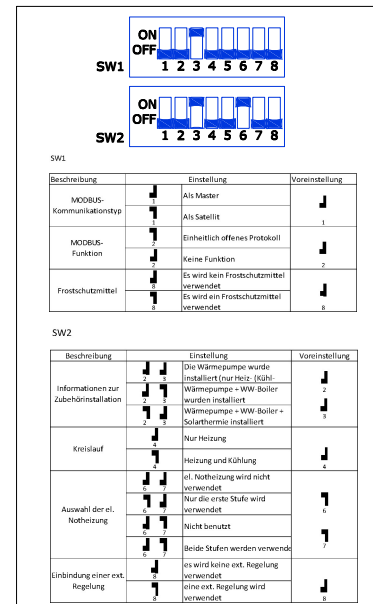 ON
OFF
SW1 1 2 3 4 5 6 7 8
ON
OFF
SW2 1 2 3 4 5 6 7 8
SW1
Beschreibung Einstellung Voreinstellung
MODBUS-
Kommunikationstyp
1 Als Master
1 Als Satellit
1
MODBUS-
Funktion
2 Einheitlich offenes Protokoll
2 Keine Funktion
2
Frostschutzmittel
8 Es wird kein Frostschutzmittel
verwendet
8 Es wird ein Frostschutzmittel
verwendet
8
SW2
Beschreibung Einstellung Voreinstellung
Informationen zur
Zubehörinstallation
2 3 Die Wärmepumpe wurde
installiert (nur Heiz- (Kühl-
2 3 Wärmepumpe + WW-Boiler
wurden installiert
2 3 Wärmepumpe + WW-Boiler +
Solarthermie installiert
2
3
Kreislauf
4 Nur Heizung
4 Heizung und Kühlung
4
Auswahl der el.
Notheizung
6 7 el. Notheizung wird nicht
verwendet
6 7 Nur die erste Stufe wird
verwendet
6 7 Nicht benutzt
6 7 Beide Stufen werden verwende
6
7
Einbindung einer ext.
Regelung
8 es wird keine ext. Regelung
verwendet
8 eine ext. Regelung wird
verwendet
8